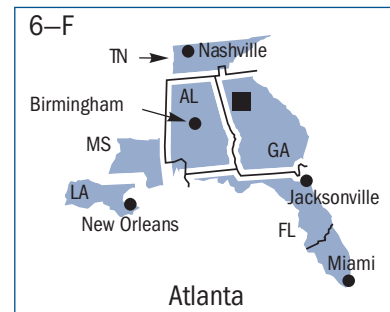 6–F
TN
Nashville
AL
Birmingham
MS
GA
LA
Jacksonville
New Orleans
FL
Miami
Atlanta